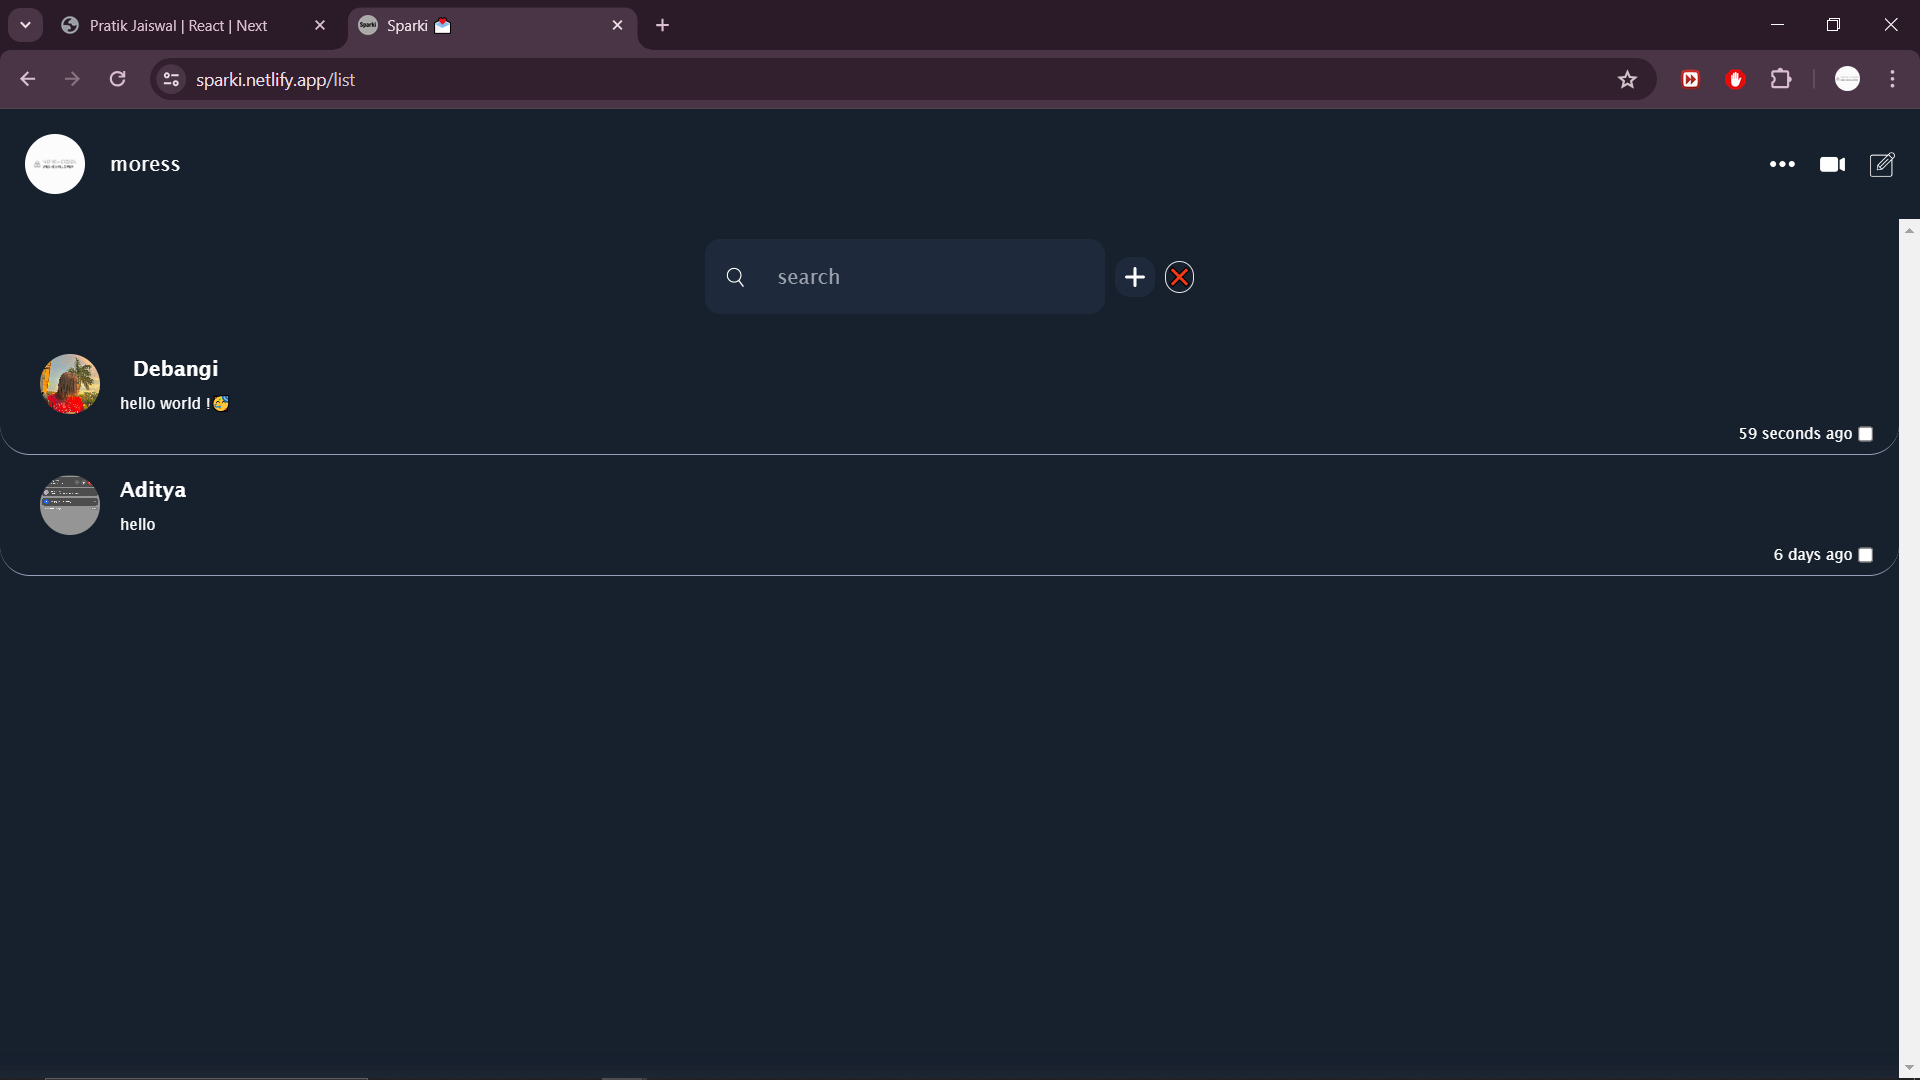 Pratik Jaiswal | React | Next
Sparki 💌
sparki.netlify.app/list
moress
search
Debangi
hello world !🥳
59 seconds ago
Aditya
hello
6 days ago